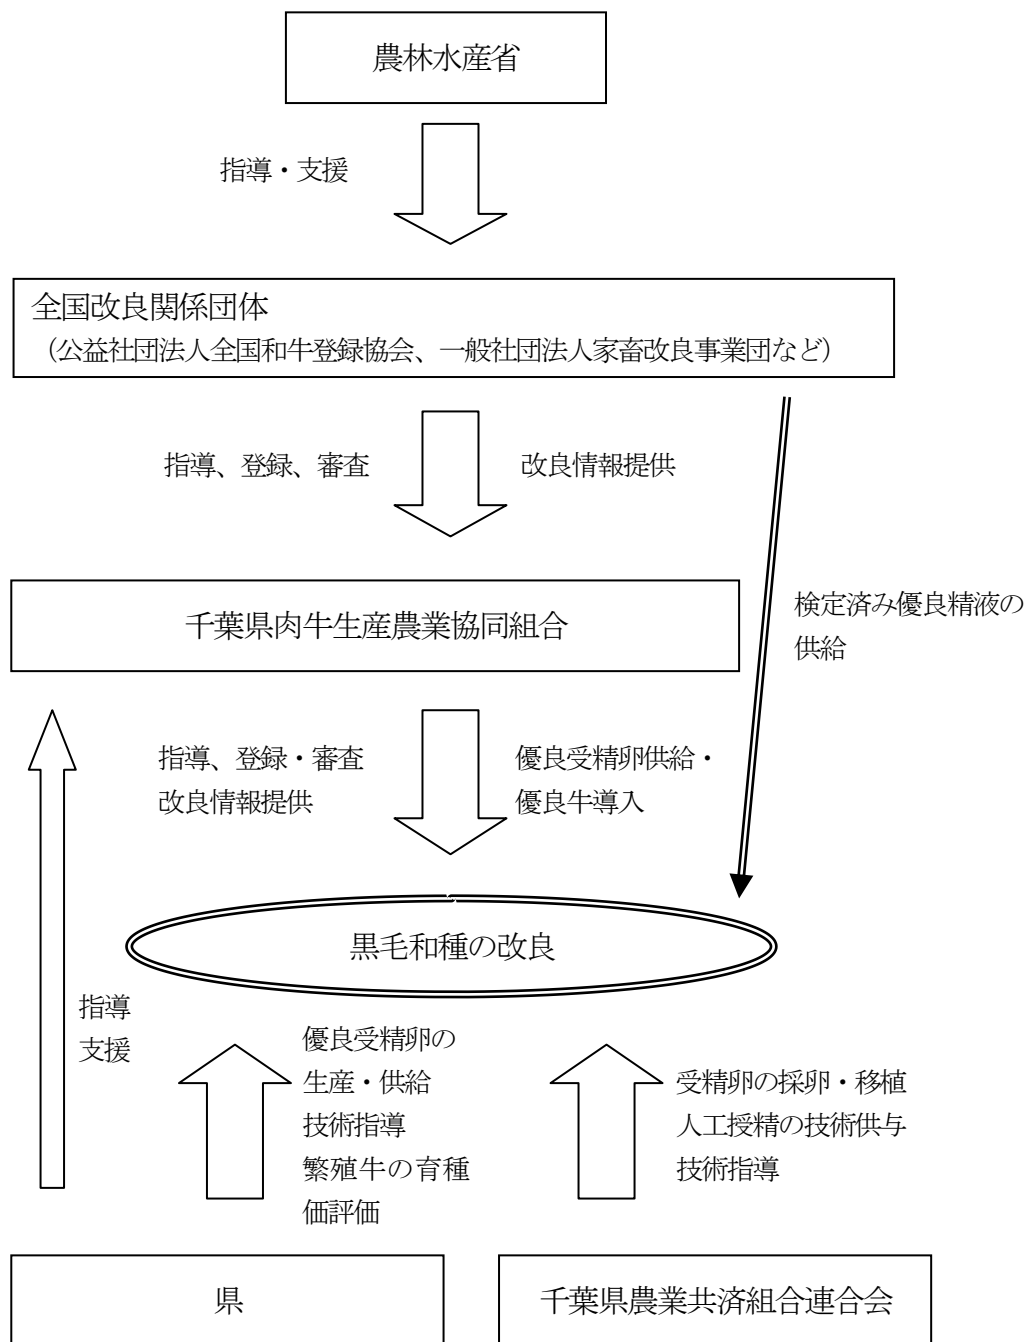 農林水産省
指導・支援
全国改良関係団体
（公益社団法人全国和牛登録協会、一般社団法人家畜改良事業団など）
指導、登録、審査
改良情報提供
千葉県肉牛生産農業協同組合
検定済み優良精液の
供給
指導、登録・審査
改良情報提供
優良受精卵供給・
優良牛導入
黒毛和種の改良
指導
支援
優良受精卵の
生産・供給
技術指導
繁殖牛の育種
価評価
受精卵の採卵・移植
人工授精の技術供与
技術指導
県
千葉県農業共済組合連合会